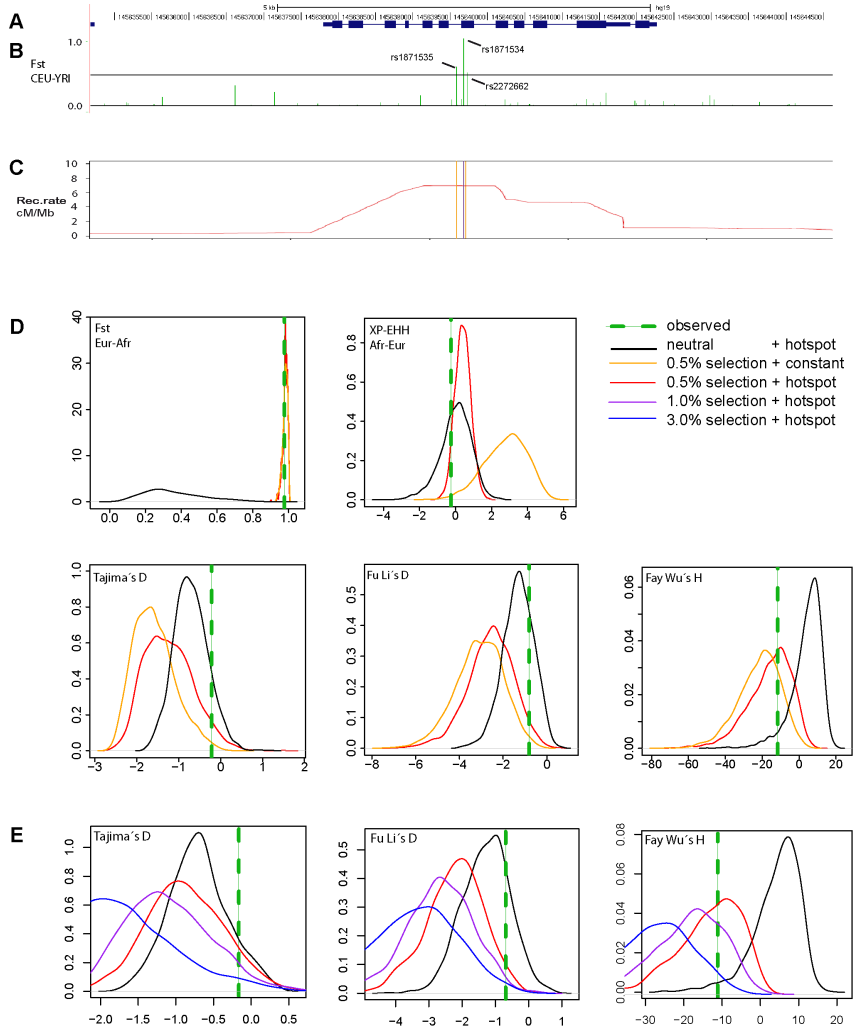 5 kb
hg19
A
145635500 145636000 145636500 145637000 145637500 145638000 145638500 145639000 145639500 145640000 145640500 145641000 145641500 145642000 145642500 145643000 145643500 145644000 145644500
B
1.0
Fst
CEU-YRI
0.0
rs1871534
rs1871535
rs2272662
C
10
8
6
4
2
0
Rec.rate
cM/Mb
D
Fst
Eur-Afr
40
30
20
10
0
0.0 0.2 0.4 0.6 0.8 1.0
XP-EHH
Afr-Eur
0.8
0.6
0.4
0.2
0.0
−4 −2 0 2 4 6
observed
neutral + hotspot
0.5% selection + constant
0.5% selection + hotspot
1.0% selection + hotspot
3.0% selection + hotspot
Tajima´s D
1.0
0.8
0.6
0.4
0.2
0.0
−3 −2 −1 0 1 2
Fu Li´s D
0.5
0.4
0.3
0.2
0.1
0.0
−8 −6 −4 −2 0
Fay Wu´s H
0.06
0.04
0.02
0.00
−80 −60 −40 −20 0 20
E
Tajima´s D
1.0
0.8
0.6
0.4
0.2
0.0
−2.0 −1.5 −1.0 −0.5 0.0 0.5
Fu Li´s D
0.5
0.4
0.3
0.2
0.1
0.0
−4 −3 −2 −1 0 1
Fay Wu´s H
0.08
0.06
0.04
0.02
0.00
−30 −20 −10 0 10 20